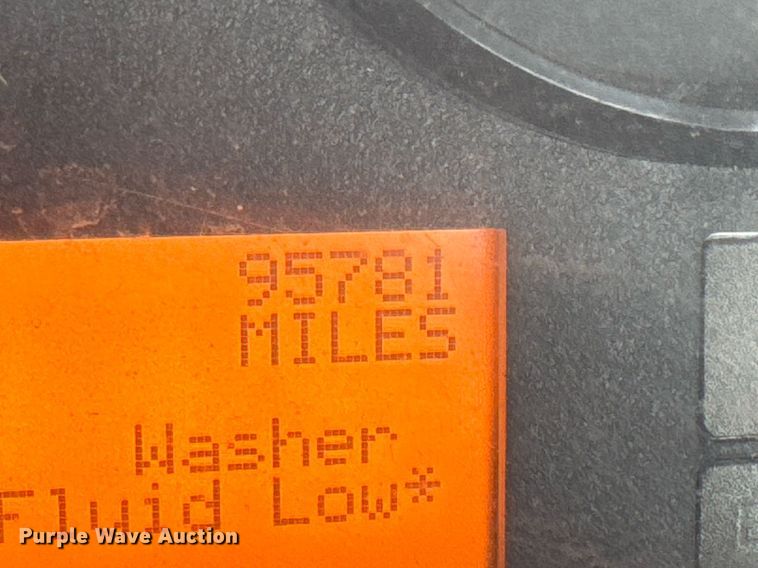 95781
MILES
Washer
Fluid Low*
Purple Wave Auction